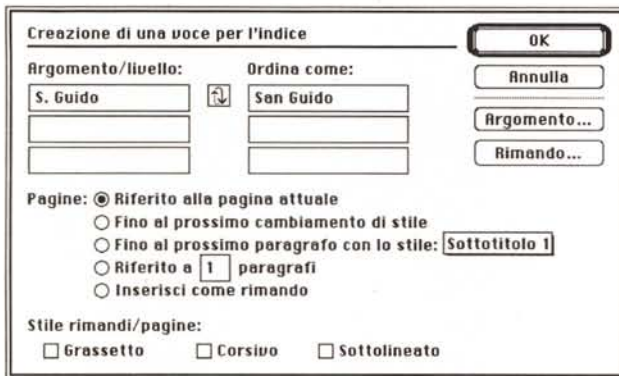 Creazione di una voce per l'indice
OK
Annulla
Argomento/livello:
Ordina come:
S. Guido
San Guido
Argomento...
Rimando...
Pagine: Riferito alla pagina attuale
Fino al prossimo cambiamento di stile
Fino al prossimo paragrafo con lo stile: Sottotitolo 1
Riferito a 1 paragrafi
Inserisci come rimando
Stile rimandi/pagine:
Grassetto Corsivo Sottolineato